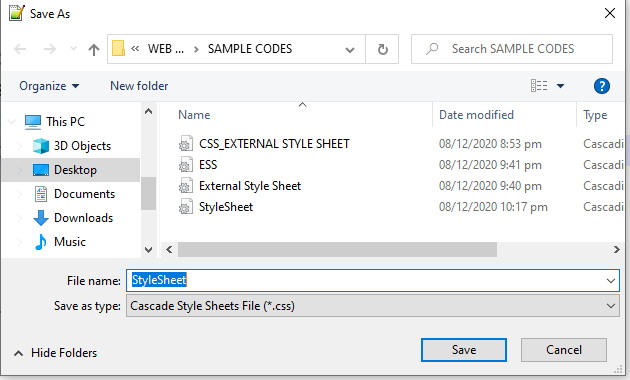 Save As
WEB ... SAMPLE CODES
Search SAMPLE CODES
Organize New folder
Name Date modified Type
This PC
3D Objects
Desktop
Documents
Downloads
Music
CSS_EXTERNAL STYLE SHEET 08/12/2020 8:53 pm Cascadi
ESS 08/12/2020 9:41 pm Cascadi
External Style Sheet 08/12/2020 9:40 pm Cascadi
StyleSheet 08/12/2020 10:17 pm Cascadi
File name: StyleSheet
Save as type: Cascade Style Sheets File (*.css)
Hide Folders Save Cancel